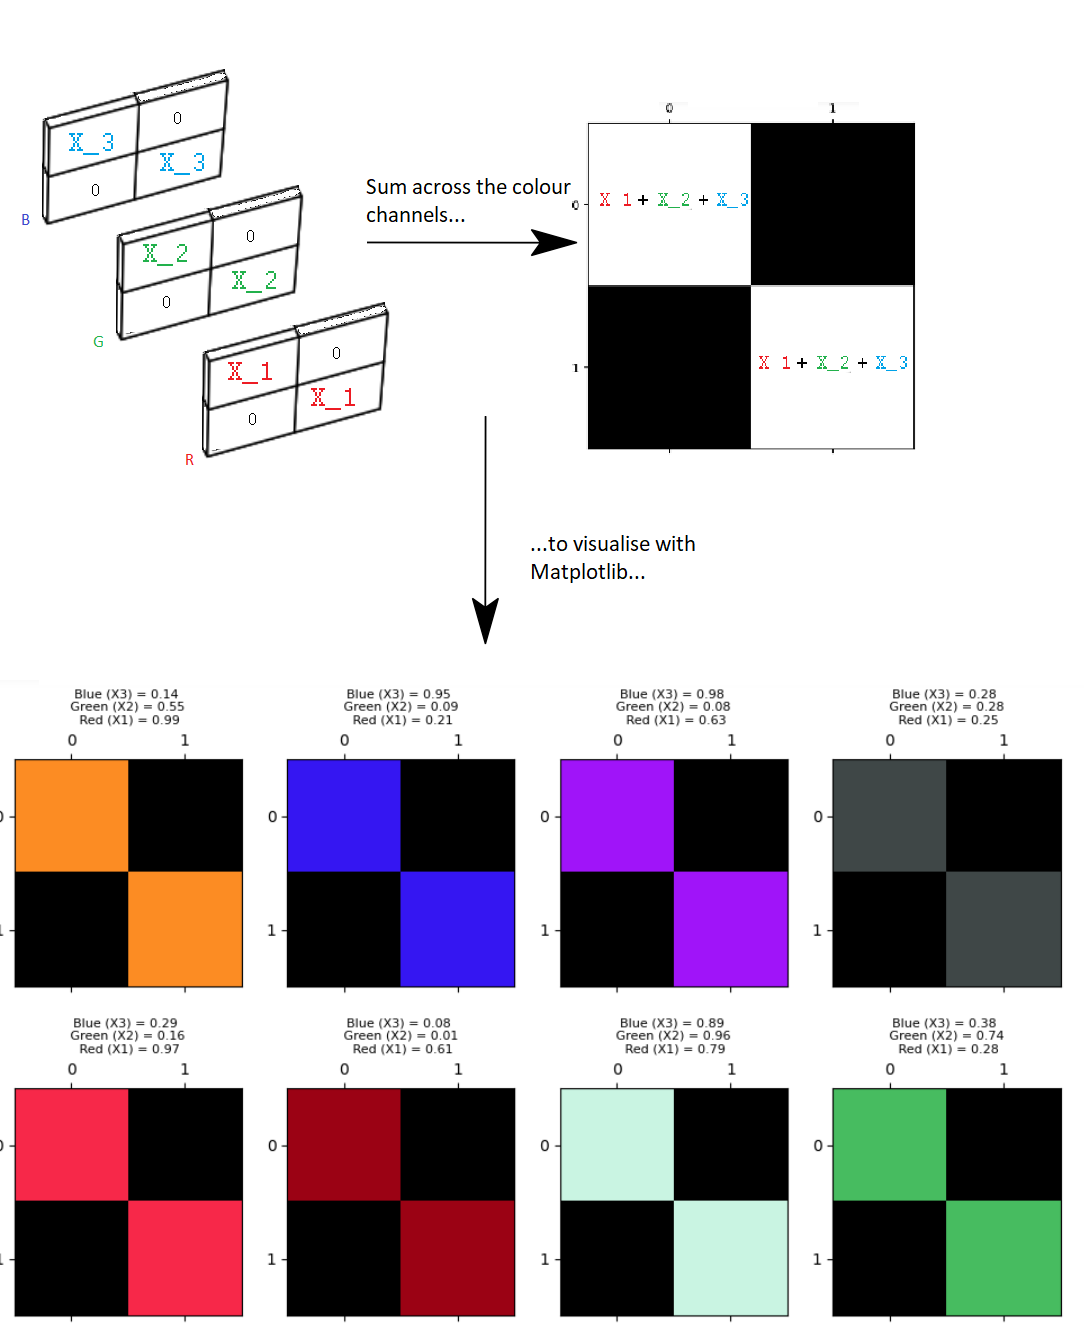 X_3
0
0
X_3
B
X_2
0
0
X_2
G
X_1
0
0
X_1
R
Sum across the colour
channels...
0 1
0
X 1 + X_2 + X_3
1
X 1 + X_2 + X_3
...to visualise with
Matplotlib...
Blue (X3) = 0.14
Green (X2) = 0.55
Red (X1) = 0.99
0 1
0
1
Blue (X3) = 0.95
Green (X2) = 0.09
Red (X1) = 0.21
0 1
0
1
Blue (X3) = 0.98
Green (X2) = 0.08
Red (X1) = 0.63
0 1
0
1
Blue (X3) = 0.28
Green (X2) = 0.28
Red (X1) = 0.25
0 1
0
1
Blue (X3) = 0.29
Green (X2) = 0.16
Red (X1) = 0.97
0 1
0
1
Blue (X3) = 0.08
Green (X2) = 0.01
Red (X1) = 0.61
0 1
0
1
Blue (X3) = 0.89
Green (X2) = 0.96
Red (X1) = 0.79
0 1
0
1
Blue (X3) = 0.38
Green (X2) = 0.74
Red (X1) = 0.28
0 1
0
1